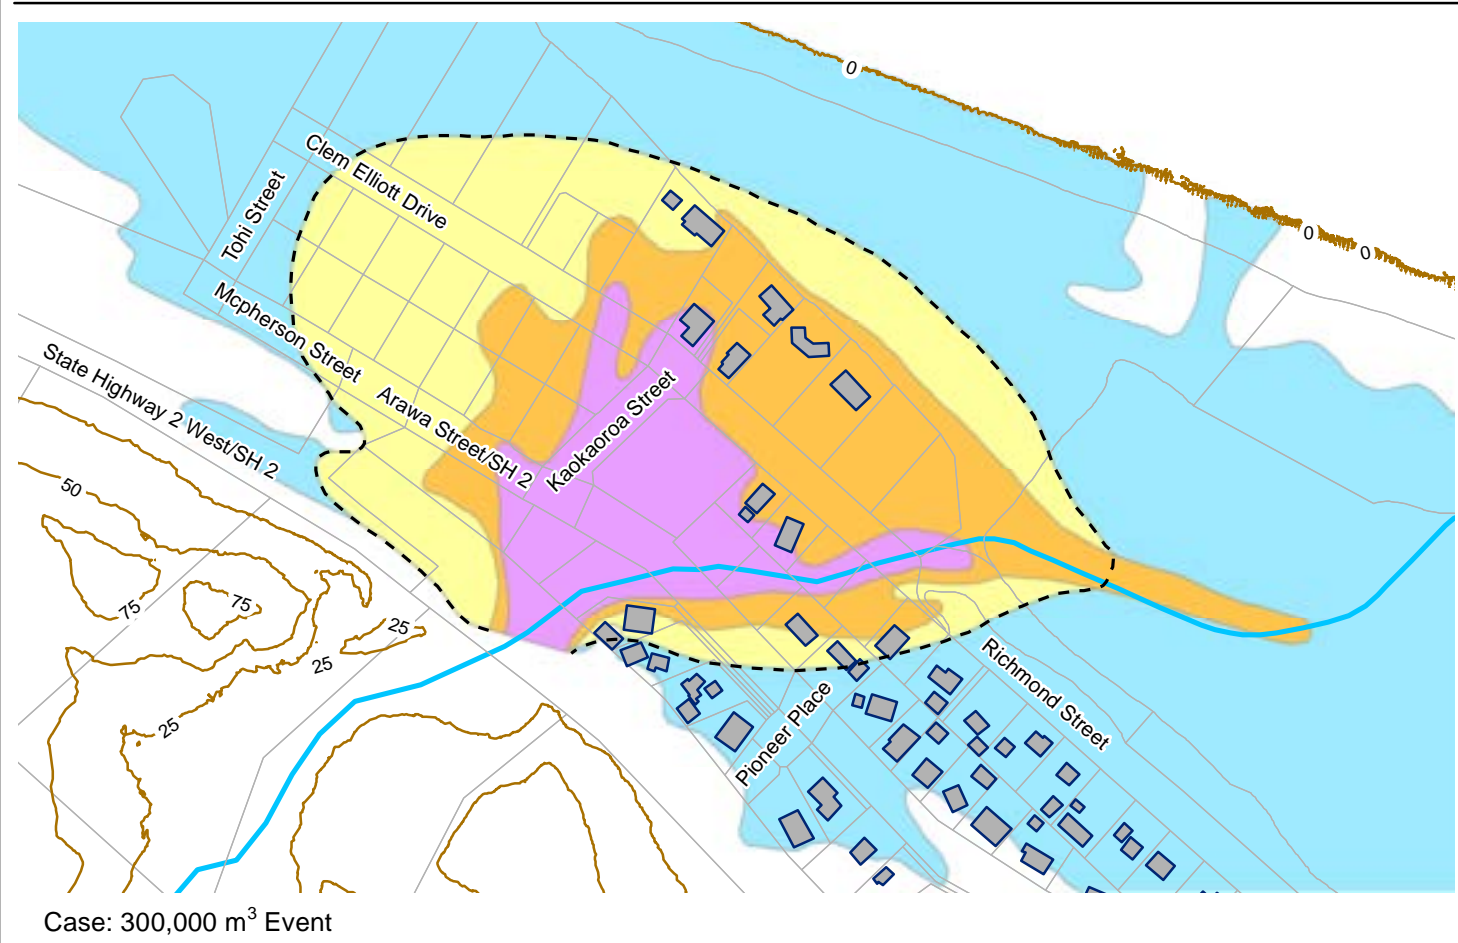 0
Clem Elliott Drive
Tohi Street
0
0
Mcpherson Street
State Highway 2 West/SH 2
Arawa Street/SH 2
Kaokaoroa Street
50
75
75
25
25
25
Richmond Street
Pioneer Place
Case: 300,000 m³ Event